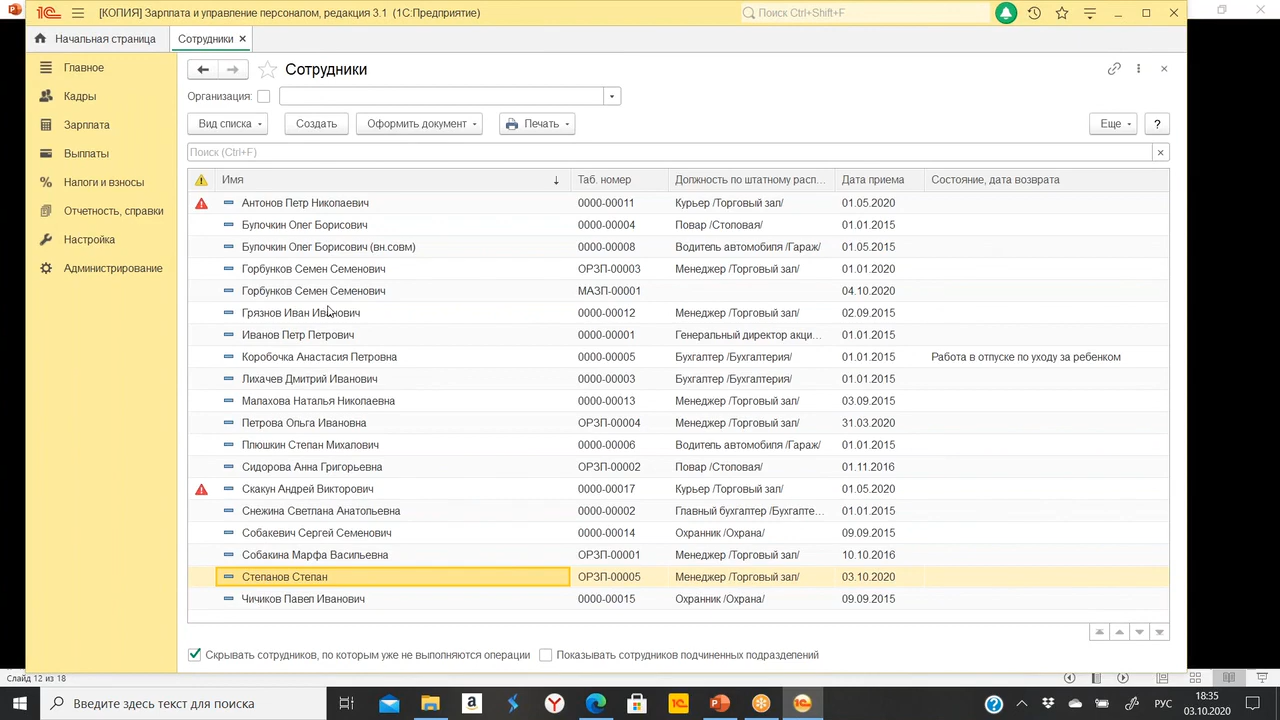 [КОПИЯ] Зарплата и управление персоналом, редакция 3.1 (1С:Предприятие)
Поиск Ctrl+Shift+F
Начальная страница
Сотрудники
Главное
Кадры
Зарплата
Выплаты
Налоги и взносы
Отчетность, справки
Настройка
Администрирование
Сотрудники
Организация:
Вид списка
Создать
Оформить документ
Печать
Еще
?
Поиск (Ctrl+F)
Имя Таб. номер Должность по штатному расп... Дата приема Состояние, дата возврата
Антонов Петр Николаевич 0000-00011 Курьер /Торговый зал/ 01.05.2020
Булочкин Олег Борисович 0000-00004 Повар /Столовая/ 01.01.2015
Булочкин Олег Борисович (вн.совм) 0000-00008 Водитель автомобиля /Гараж/ 01.05.2015
Горбунков Семен Семенович ОРЗП-00003 Менеджер /Торговый зал/ 01.01.2020
Горбунков Семен Семенович МАЗП-00001 04.10.2020
Грязнов Иван Иванович 0000-00012 Менеджер /Торговый зал/ 02.09.2015
Иванов Петр Петрович 0000-00001 Генеральный директор акци... 01.01.2015
Коробочка Анастасия Петровна 0000-00005 Бухгалтер /Бухгалтерия/ 01.01.2015 Работа в отпуске по уходу за ребенком
Лихачев Дмитрий Иванович 0000-00003 Бухгалтер /Бухгалтерия/ 01.01.2015
Малахова Наталья Николаевна 0000-00013 Менеджер /Торговый зал/ 03.09.2015
Петрова Ольга Ивановна ОРЗП-00004 Менеджер /Торговый зал/ 31.03.2020
Плюшкин Степан Михалович 0000-00006 Водитель автомобиля /Гараж/ 01.01.2015
Сидорова Анна Григорьевна ОРЗП-00002 Повар /Столовая/ 01.11.2016
Скакун Андрей Викторович 0000-00017 Курьер /Торговый зал/ 01.05.2020
Снежина Светлана Анатольевна 0000-00002 Главный бухгалтер /Бухгалте... 01.01.2015
Собакевич Сергей Семенович 0000-00014 Охранник /Охрана/ 09.09.2015
Собакина Марфа Васильевна ОРЗП-00001 Менеджер /Торговый зал/ 10.10.2016
Степанов Степан ОРЗП-00005 Менеджер /Торговый зал/ 03.10.2020
Чичиков Павел Иванович 0000-00015 Охранник /Охрана/ 09.09.2015
Скрывать сотрудников, по которым уже не выполняются операции
Показывать сотрудников подчиненных подразделений
Слайд 12 из 18
Введите здесь текст для поиска
РУС
18:35
03.10.2020